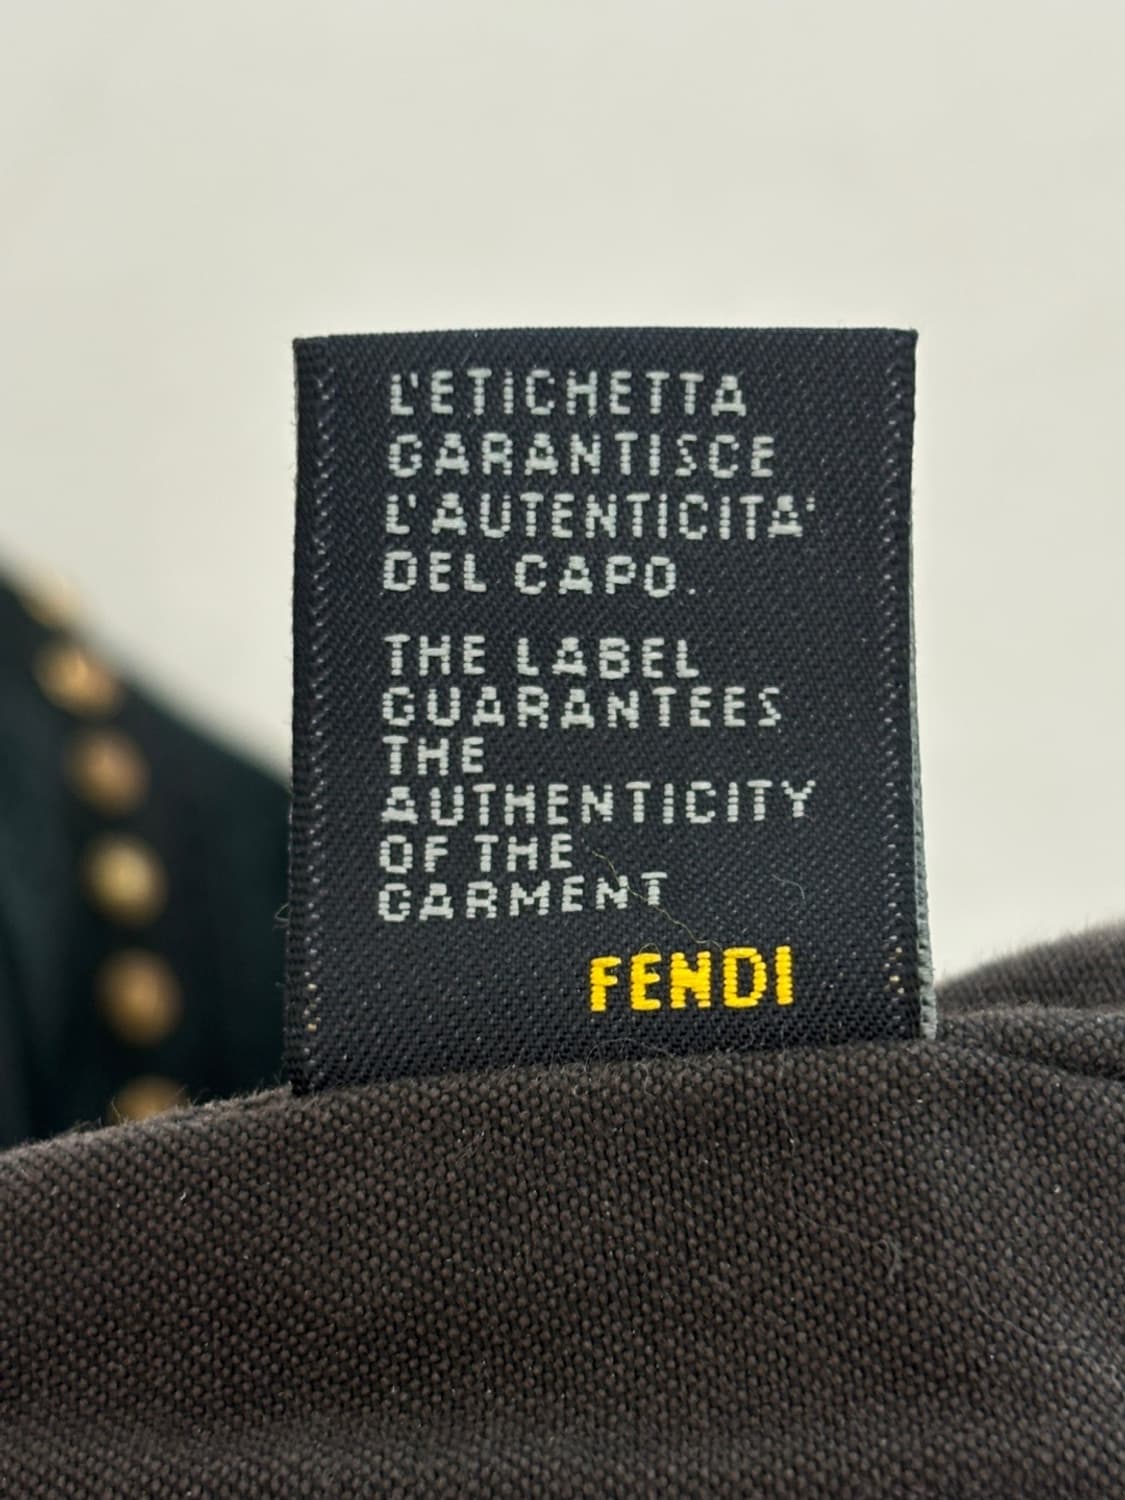 L'ETICHETTA
GARANTISCE
L'AUTENTICITA'
DEL CAPO.
THE LABEL
GUARANTEES
THE
AUTHENTICITY
OF THE
GARMENT
FENDI